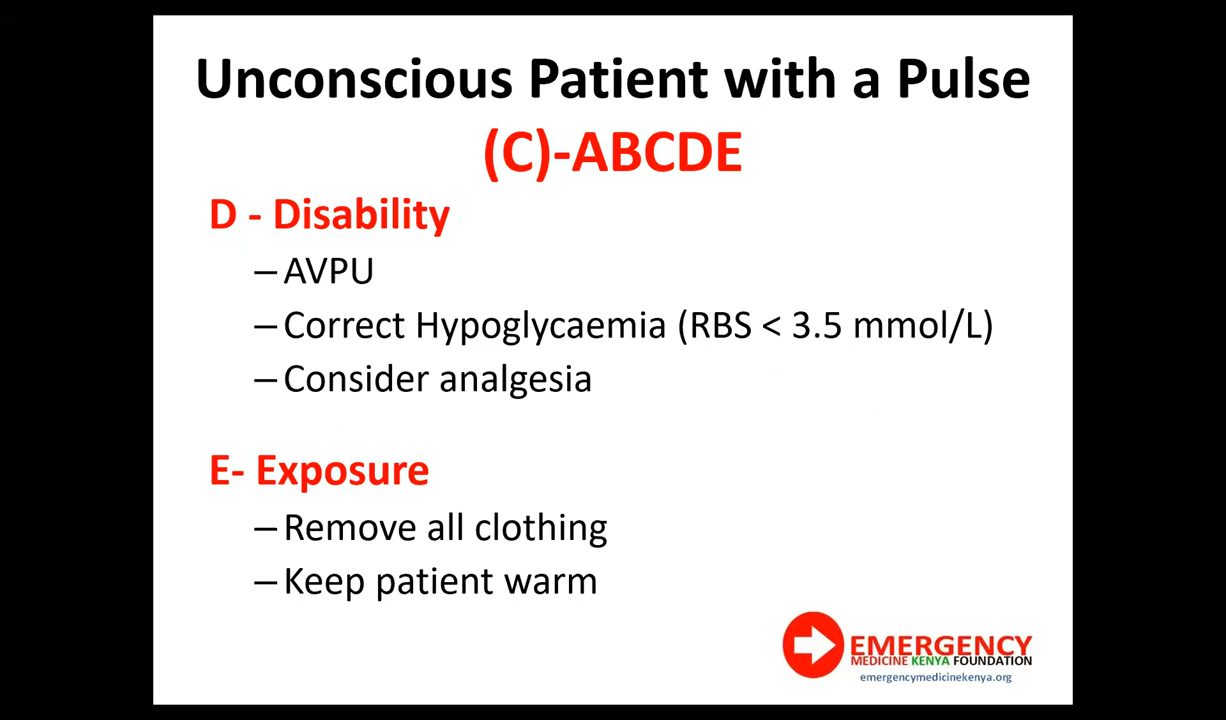 Unconscious Patient with a Pulse
(C)-ABCDE
D - Disability
– AVPU
– Correct Hypoglycaemia (RBS < 3.5 mmol/L)
– Consider analgesia
E- Exposure
– Remove all clothing
– Keep patient warm
EMERGENCY
MEDICINE KENYA FOUNDATION
emergencymedicinekenya.org